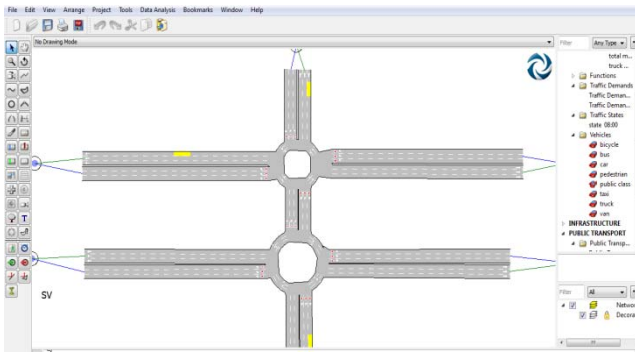 File Edit View Arrange Project Tools Data Analysis Bookmarks Window Help
No Drawing Mode
Filter Any Type
total m...
truck ...
Functions
Traffic Demands
Traffic Deman...
Traffic Deman...
Traffic States
state 08:00
Vehicles
bicycle
bus
car
pedestrian
public class
taxi
truck
van
INFRASTRUCTURE
PUBLIC TRANSPORT
Public Transp...
Filter All
Netwo
Decora
T
SV